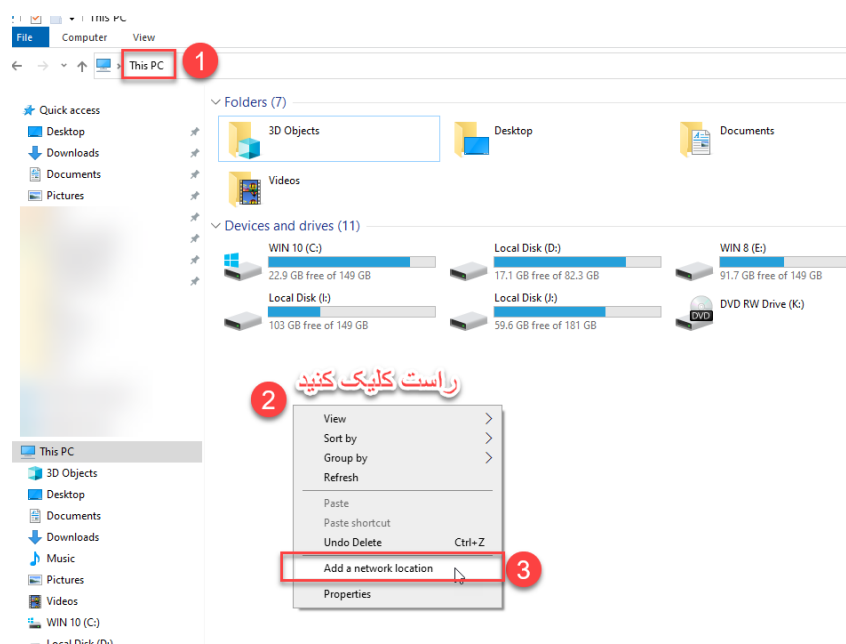 This PC
File Computer View
This PC
1
Quick access
Desktop
Downloads
Documents
Pictures
This PC
3D Objects
Desktop
Documents
Downloads
Music
Pictures
Videos
WIN 10 (C:)
Local Disk (D:)
Folders (7)
3D Objects Desktop Documents
Videos
Devices and drives (11)
WIN 10 (C:) Local Disk (D:) WIN 8 (E:)
22.9 GB free of 149 GB 17.1 GB free of 82.3 GB 91.7 GB free of 149 GB
Local Disk (I:) Local Disk (J:) DVD RW Drive (K:)
103 GB free of 149 GB 59.6 GB free of 181 GB
DVD
2 راست کلیک کنید
View
Sort by
Group by
Refresh
Paste
Paste shortcut
Undo Delete Ctrl+Z
Add a network location 3
Properties